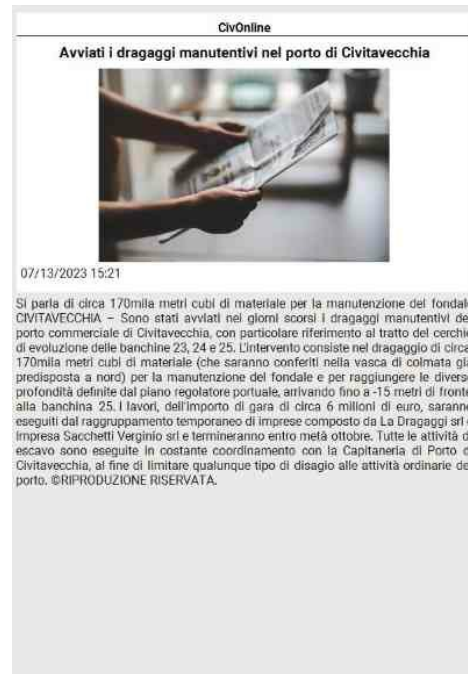 CivOnline
Avviati i dragaggi manutentivi nel porto di Civitavecchia
07/13/2023 15:21
Si parla di circa 170mila metri cubi di materiale per la manutenzione del fondale
CIVITAVECCHIA – Sono stati avviati nei giorni scorsi i dragaggi manutentivi del
porto commerciale di Civitavecchia, con particolare riferimento al tratto del cerchio
di evoluzione delle banchine 23, 24 e 25. L'intervento consiste nel dragaggio di circa
170mila metri cubi di materiale (che saranno conferiti nella vasca di colmata già
predisposta a nord) per la manutenzione del fondale e per raggiungere le diverse
profondità definite dal piano regolatore portuale, arrivando fino a -15 metri di fronte
alla banchina 25. I lavori, dell'importo di gara di circa 6 milioni di euro, saranno
eseguiti dal raggruppamento temporaneo di imprese composto da La Dragaggi srl e
Impresa Sacchetti Verginio srl e termineranno entro metà ottobre. Tutte le attività di
escavo sono eseguite in costante coordinamento con la Capitaneria di Porto di
Civitavecchia, al fine di limitare qualunque tipo di disagio alle attività ordinarie del
porto. ©RIPRODUZIONE RISERVATA.